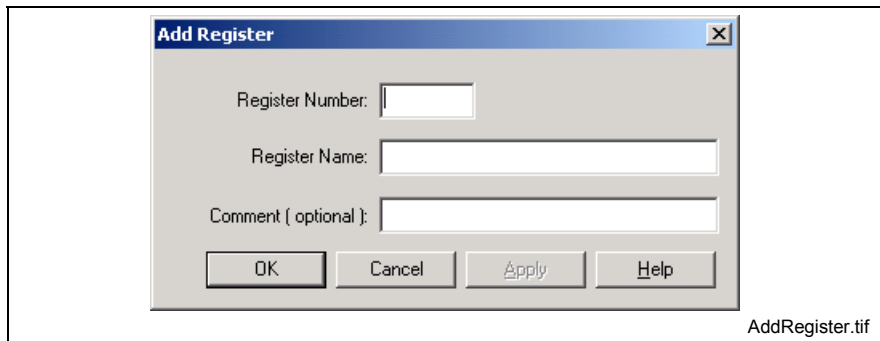 Add Register
Register Number:
Register Name:
Comment ( optional ):
OK Cancel Apply Help
AddRegister.tif